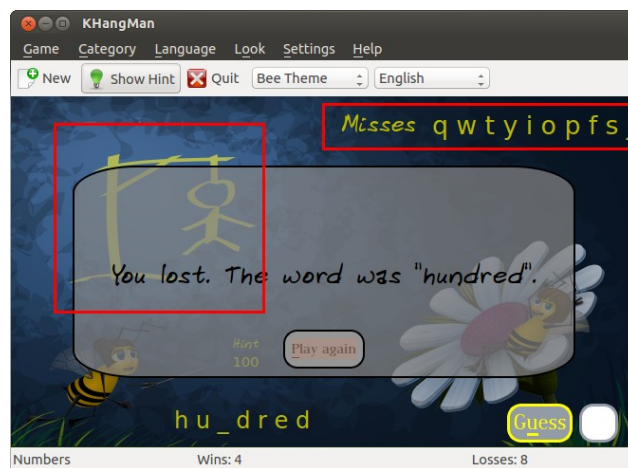 KHangMan
Game Category Language Look Settings Help
New Show Hint Quit Bee Theme English
Misses q w t y i o p f s _
You lost. The word was "hundred".
Hint
100
Play again
hu_dred
Guess
Numbers Wins: 4 Losses: 8